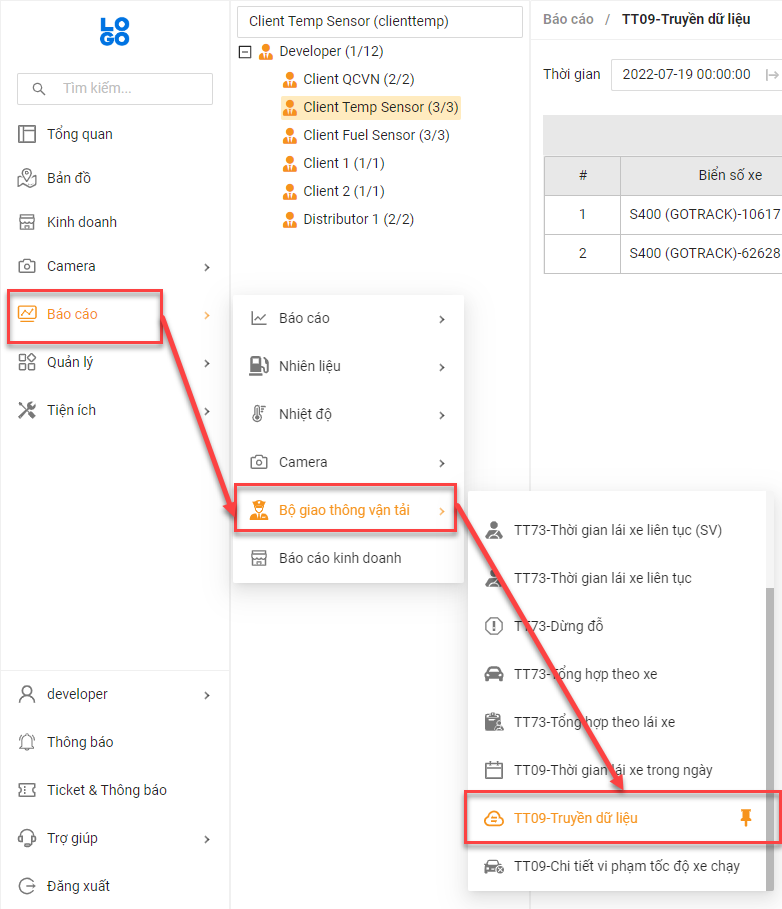 LO
GO
Tìm kiếm...
Tổng quan
Bản đồ
Kinh doanh
Camera
Báo cáo
Quản lý
Tiện ích
developer
Thông báo
Ticket & Thông báo
Trợ giúp
Đăng xuất
Client Temp Sensor (clienttemp)
Developer (1/12)
Client QCVN (2/2)
Client Temp Sensor (3/3)
Client Fuel Sensor (3/3)
Client 1 (1/1)
Client 2 (1/1)
Distributor 1 (2/2)
Báo cáo / TT09-Truyền dữ liệu
Thời gian 2022-07-19 00:00:00
# Biển số xe
1 S400 (GOTRACK)-10617
2 S400 (GOTRACK)-62628
Báo cáo
Nhiên liệu
Nhiệt độ
Camera
Bộ giao thông vận tải
Báo cáo kinh doanh
TT73-Thời gian lái xe liên tục (SV)
TT73-Thời gian lái xe liên tục
TT73-Dừng đỗ
TT73-Tổng hợp theo xe
TT73-Tổng hợp theo lái xe
TT09-Thời gian lái xe trong ngày
TT09-Truyền dữ liệu
TT09-Chi tiết vi phạm tốc độ xe chạy